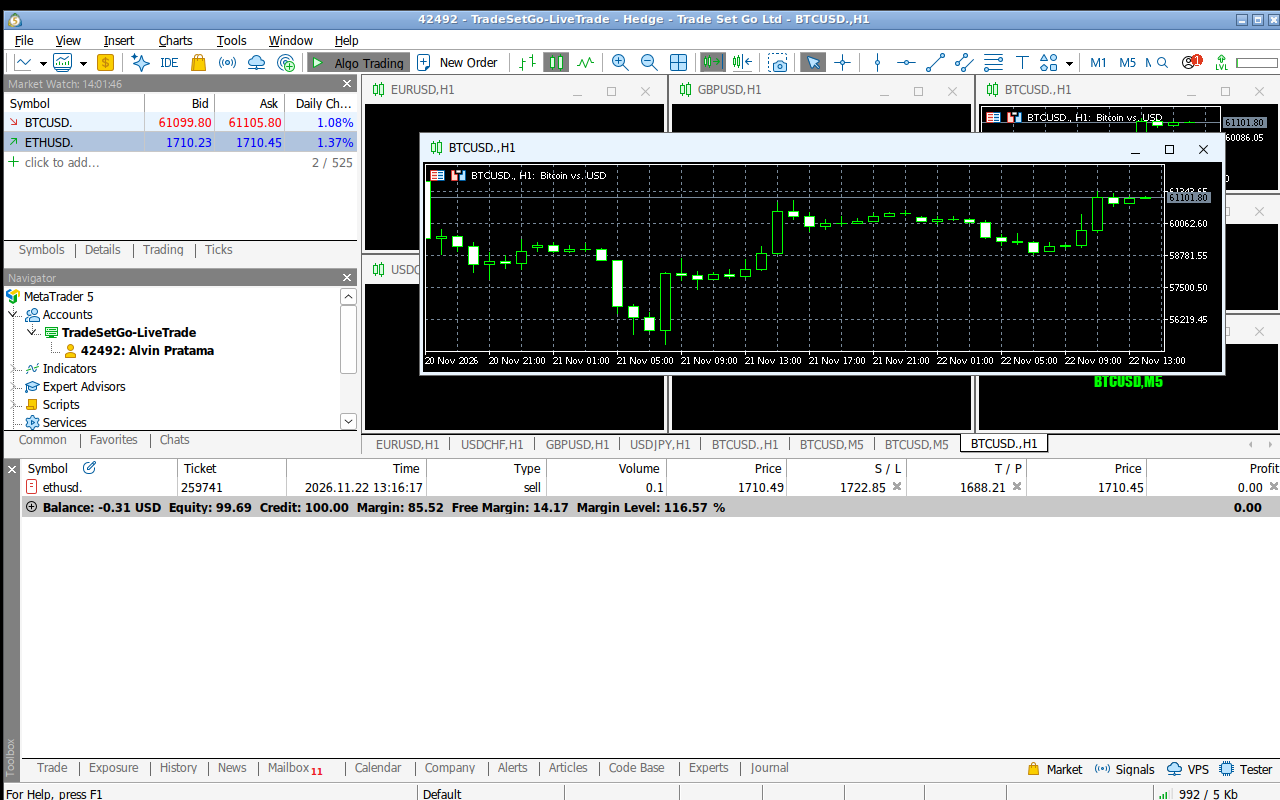 42492 - TradeSetGo-LiveTrade - Hedge - Trade Set Go Ltd - BTCUSD.,H1
File View Insert Charts Tools Window Help
$ IDE Algo Trading New Order M1 M5 1 LVL
Market Watch: 14:01:46
Symbol Bid Ask Daily Ch...
BTCUSD. 61099.80 61105.80 1.08%
ETHUSD. 1710.23 1710.45 1.37%
click to add... 2 / 525
Symbols Details Trading Ticks
Navigator
MetaTrader 5
Accounts
TradeSetGo-LiveTrade
42492: Alvin Pratama
Indicators
Expert Advisors
Scripts
Services
Common Favorites Chats
EURUSD,H1
GBPUSD,H1
BTCUSD.,H1
BTCUSD., H1: Bitcoin vs. USD
61101.80
60086.05
BTCUSD.,H1
BTCUSD., H1: Bitcoin vs. USD
61101.80
60062.60
58781.55
57500.50
56219.45
20 Nov 2026 20 Nov 21:00 21 Nov 01:00 21 Nov 05:00 21 Nov 09:00 21 Nov 13:00 21 Nov 17:00 21 Nov 21:00 22 Nov 01:00 22 Nov 05:00 22 Nov 09:00 22 Nov 13:00
BTCUSD,M5
EURUSD,H1 USDCHF,H1 GBPUSD,H1 USDJPY,H1 BTCUSD.,H1 BTCUSD,M5 BTCUSD,M5 BTCUSD.,H1
Symbol Ticket Time Type Volume Price S / L T / P Price Profit
ethusd. 259741 2026.11.22 13:16:17 sell 0.1 1710.49 1722.85 1688.21 1710.45 0.00
Balance: -0.31 USD Equity: 99.69 Credit: 100.00 Margin: 85.52 Free Margin: 14.17 Margin Level: 116.57 % 0.00
Toolbox
Trade Exposure History News Mailbox 11 Calendar Company Alerts Articles Code Base Experts Journal
Market Signals VPS Tester
For Help, press F1 Default 992 / 5 Kb